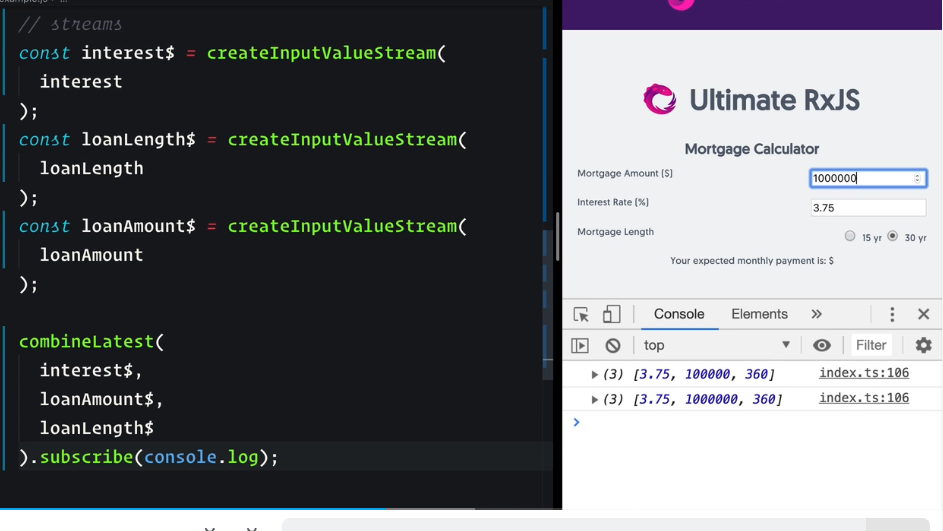 // streams
const interest$ = createInputValueStream(
interest
);
const loanLength$ = createInputValueStream(
loanLength
);
const loanAmount$ = createInputValueStream(
loanAmount
);
combineLatest(
interest$,
loanAmount$,
loanLength$
).subscribe(console.log);
Ultimate RxJS
Mortgage Calculator
Mortgage Amount ($)
1000000
Interest Rate (%)
3.75
Mortgage Length
15 yr
30 yr
Your expected monthly payment is: $
Console
Elements
»
top
Filter
(3) [3.75, 100000, 360]
index.ts:106
(3) [3.75, 1000000, 360]
index.ts:106